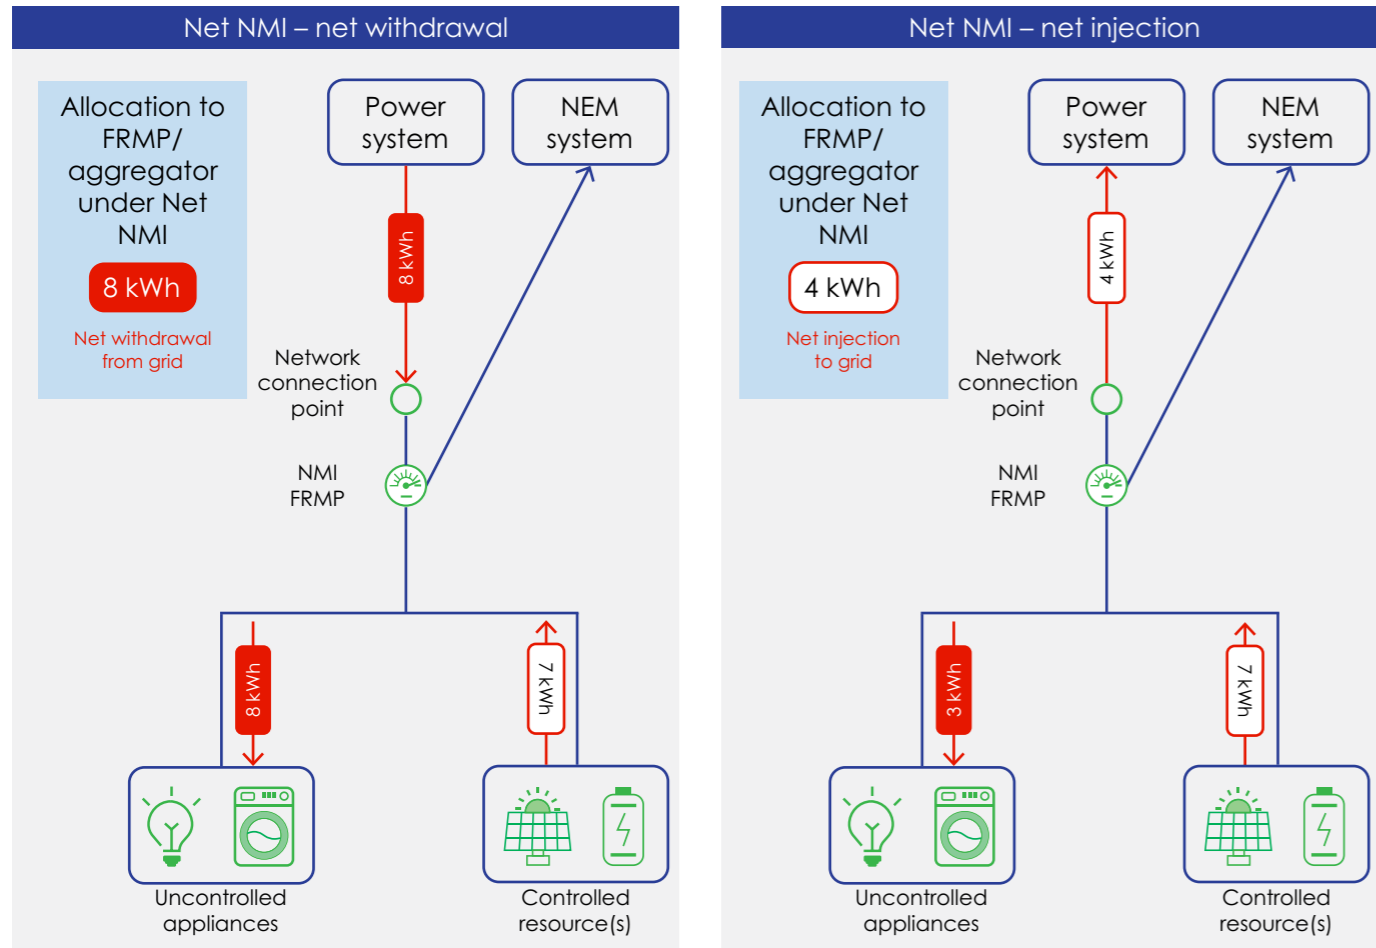 Net NMI – net withdrawal
Allocation to
FRMP/
aggregator
under Net
NMI
8 kWh
Net withdrawal
from grid
Power
system
NEM
system
8 kWh
Network
connection
point
NMI
FRMP
8 kWh
7 kWh
Uncontrolled
appliances
Controlled
resource(s)
Net NMI – net injection
Allocation to
FRMP/
aggregator
under Net
NMI
4 kWh
Net injection
to grid
Power
system
NEM
system
4 kWh
Network
connection
point
NMI
FRMP
3 kWh
7 kWh
Uncontrolled
appliances
Controlled
resource(s)